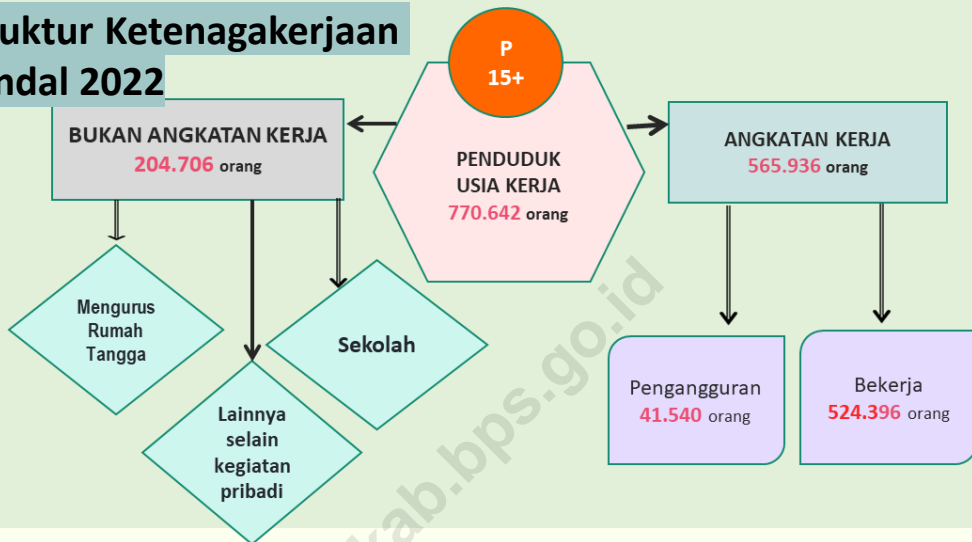 uktur Ketenagakerjaan
ndal 2022
P
15+
BUKAN ANGKATAN KERJA
204.706 orang
PENDUDUK
USIA KERJA
770.642 orang
ANGKATAN KERJA
565.936 orang
Mengurus
Rumah
Tangga
Sekolah
Lainnya
selain
kegiatan
pribadi
Pengangguran
41.540 orang
Bekerja
524.396 orang
kab.bps.go.id